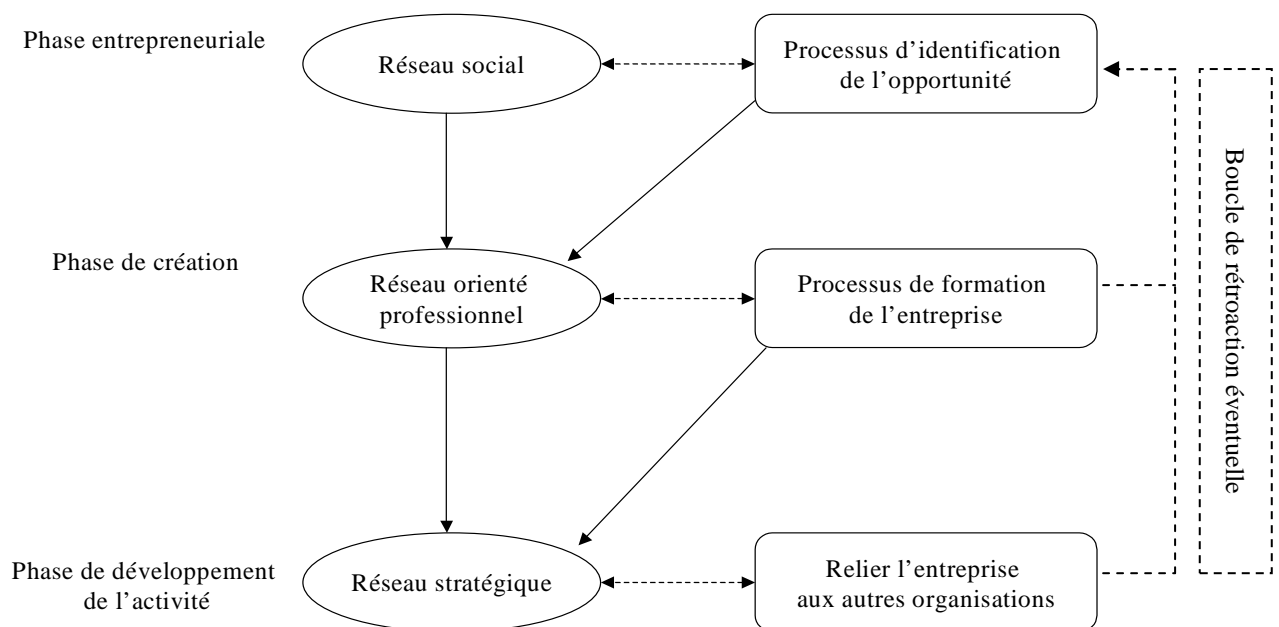 Phase entrepreneuriale
Réseau social
Processus d’identification
de l’opportunité
Phase de création
Réseau orienté
professionnel
Processus de formation
de l’entreprise
Phase de développement
de l’activité
Réseau stratégique
Relier l’entreprise
aux autres organisations
Boucle de rétroaction éventuelle